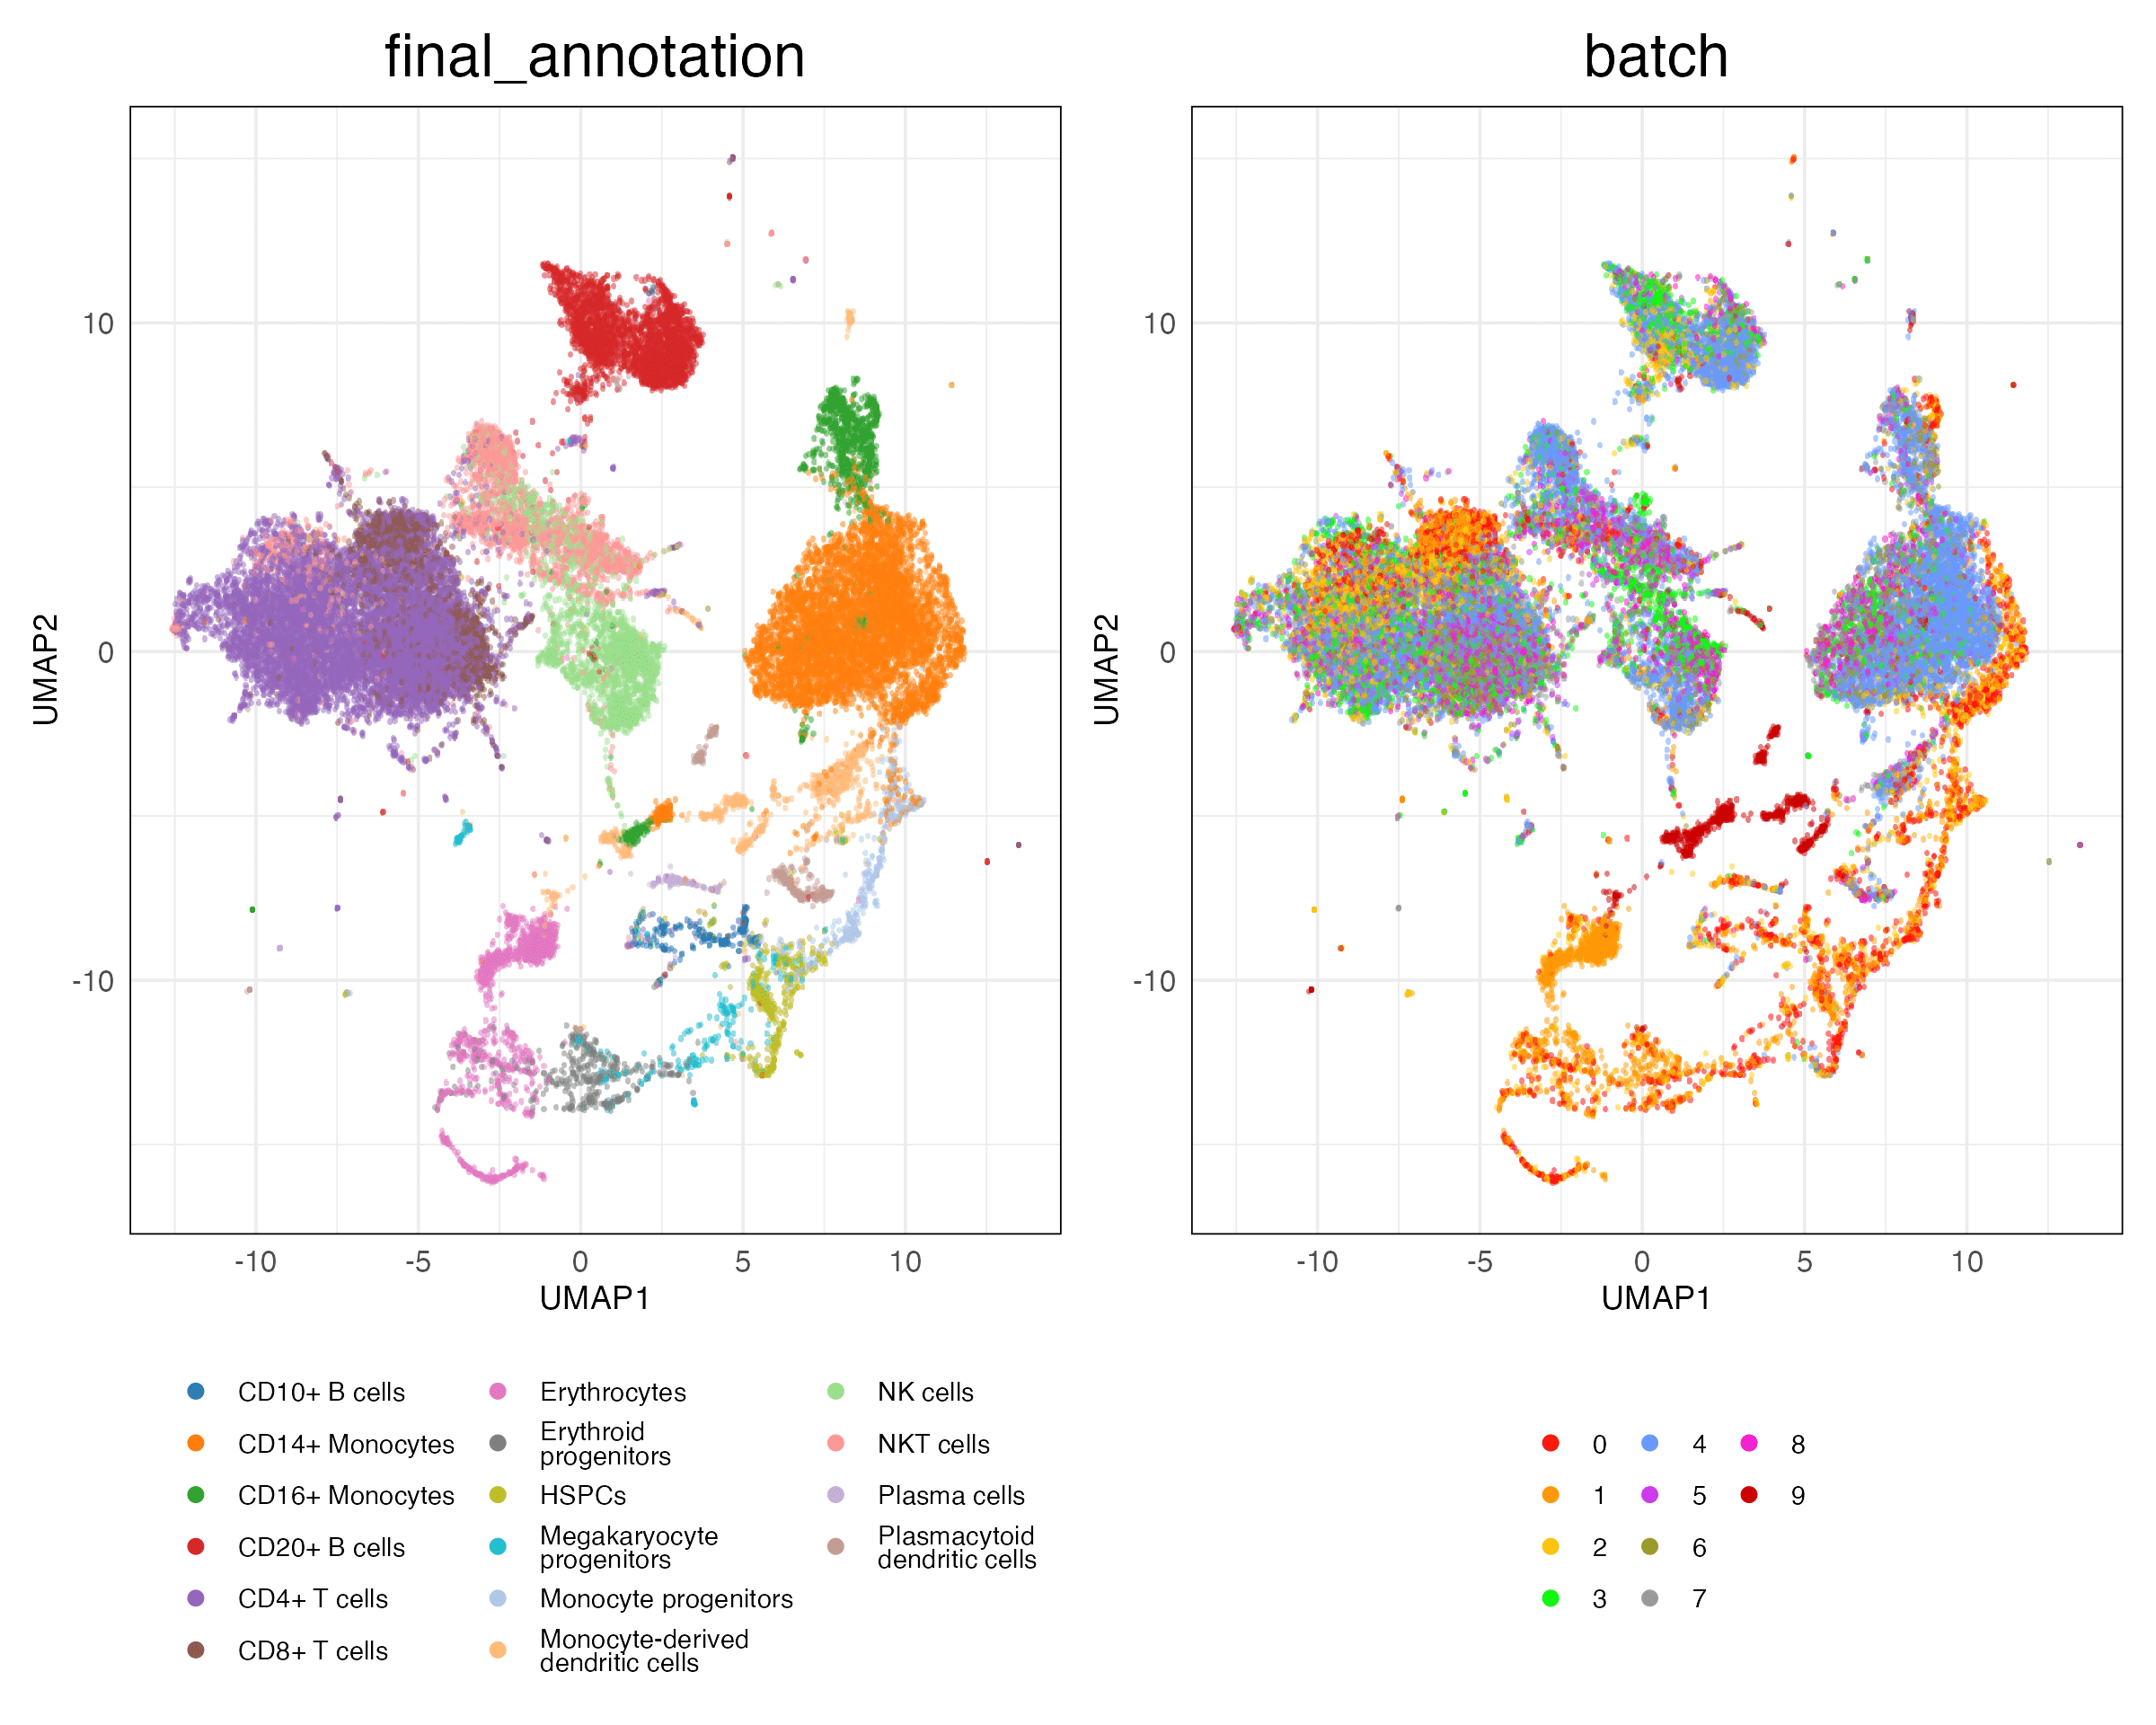 final_annotation
batch
10
0
-10
UMAP2
-10
-5
0
5
10
UMAP1
10
0
-10
UMAP2
-10
-5
0
5
10
UMAP1
CD10+ B cells
CD14+ Monocytes
CD16+ Monocytes
CD20+ B cells
CD4+ T cells
CD8+ T cells
Erythrocytes
Erythroid
progenitors
HSPCs
Megakaryocyte
progenitors
Monocyte progenitors
Monocyte-derived
dendritic cells
NK cells
NKT cells
Plasma cells
Plasmacytoid
dendritic cells
0
1
2
3
4
5
6
7
8
9